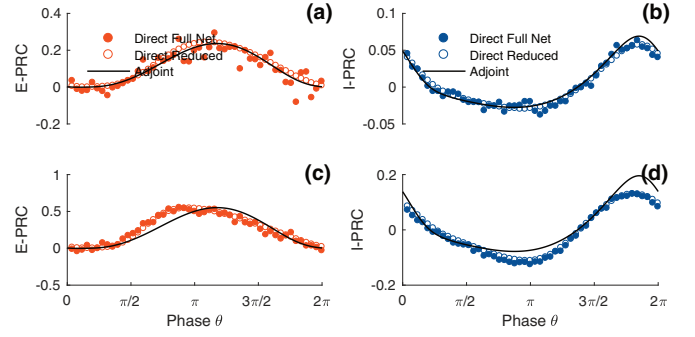 (a)
0.4
0.2
0
-0.2
E-PRC
Direct Full Net
Direct Reduced
Adjoint
(b)
0.1
0.05
0
-0.05
I-PRC
Direct Full Net
Direct Reduced
Adjoint
(c)
1
0.5
0
-0.5
E-PRC
0 π/2 π 3π/2 2π
Phase θ
(d)
0.2
0
-0.2
I-PRC
0 π/2 π 3π/2 2π
Phase θ